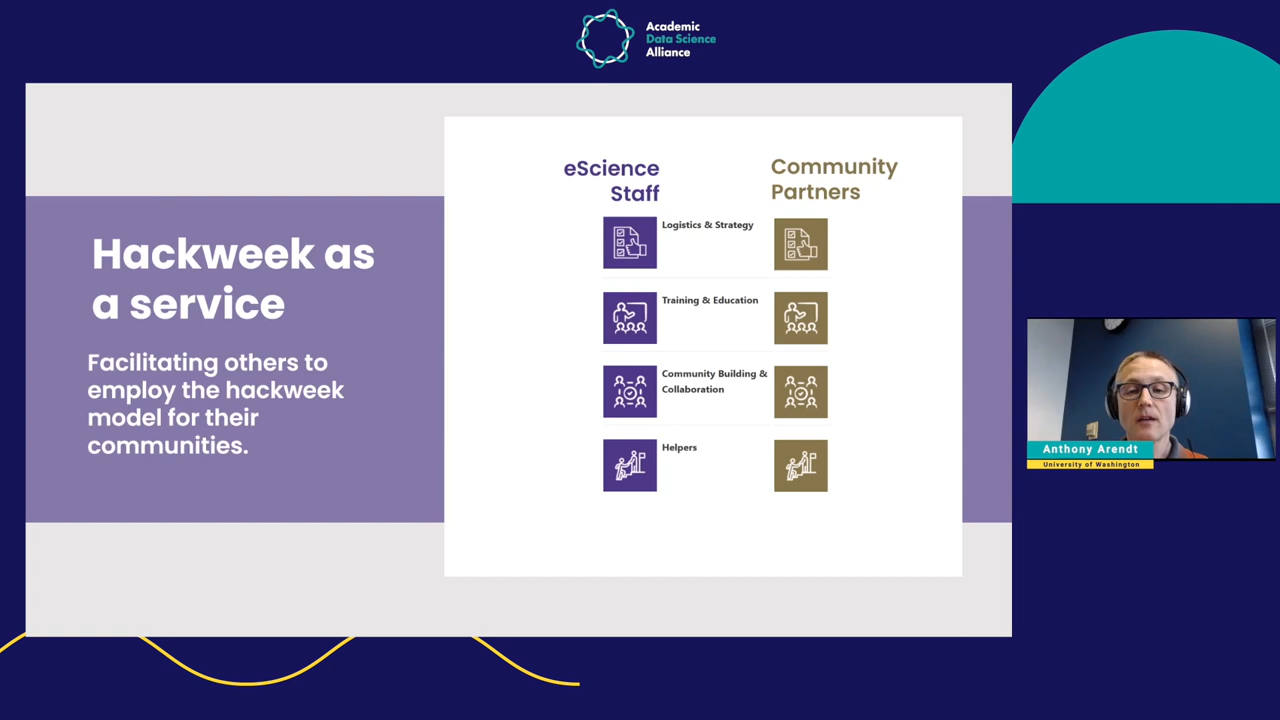 Academic
Data Science
Alliance
Hackweek as
a service
Facilitating others to
employ the hackweek
model for their
communities.
eScience
Staff
Community
Partners
Logistics & Strategy
Training & Education
Community Building &
Collaboration
Helpers
Anthony Arendt
University of Washington